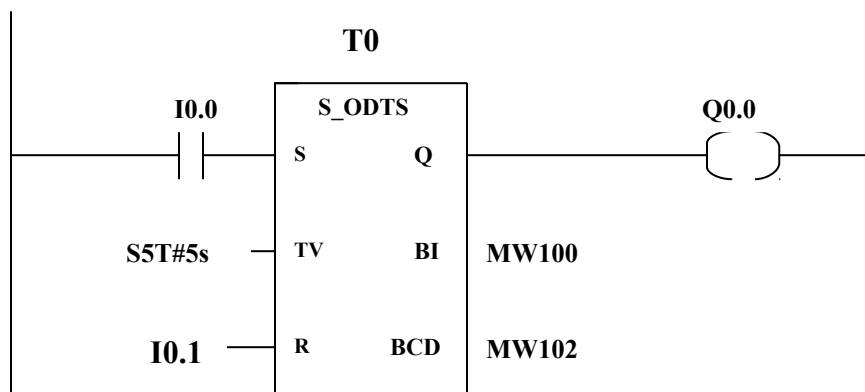 T0
I0.0 S_ODTS Q0.0
S Q
S5T#5s TV BI MW100
I0.1 R BCD MW102